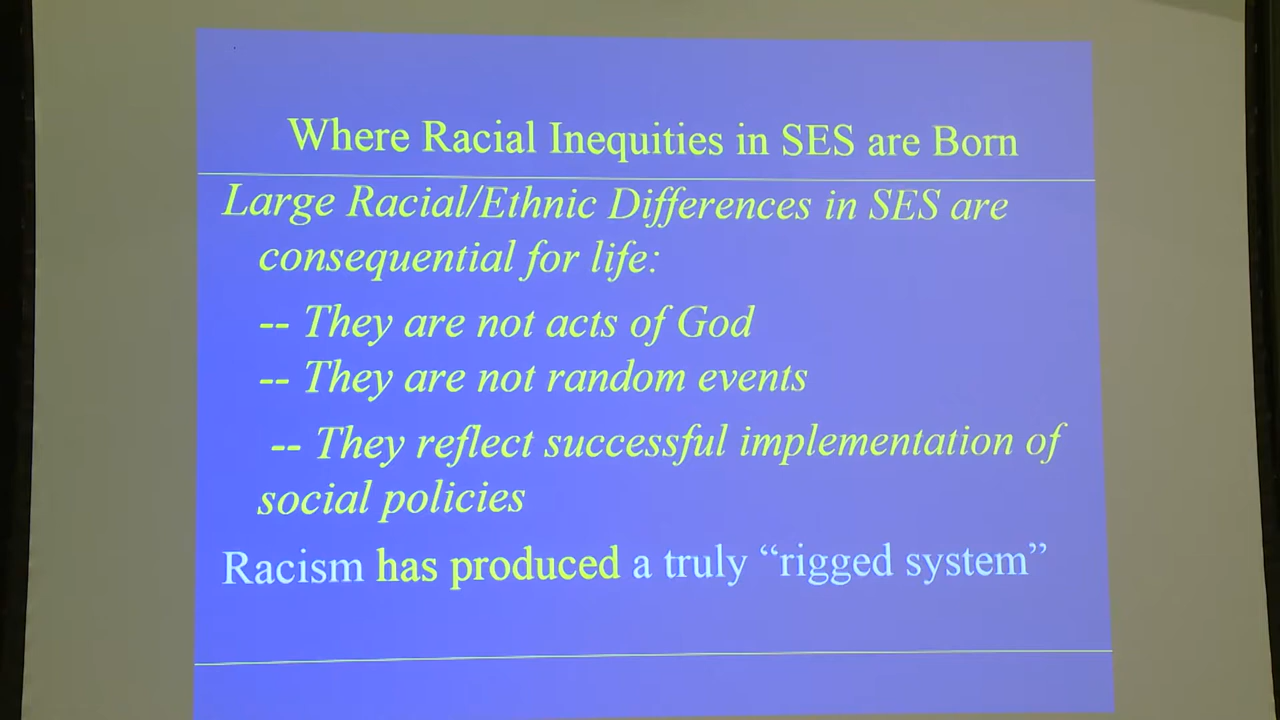 Where Racial Inequities in SES are Born
Large Racial/Ethnic Differences in SES are
consequential for life:
-- They are not acts of God
-- They are not random events
-- They reflect successful implementation of
social policies
Racism has produced a truly “rigged system”